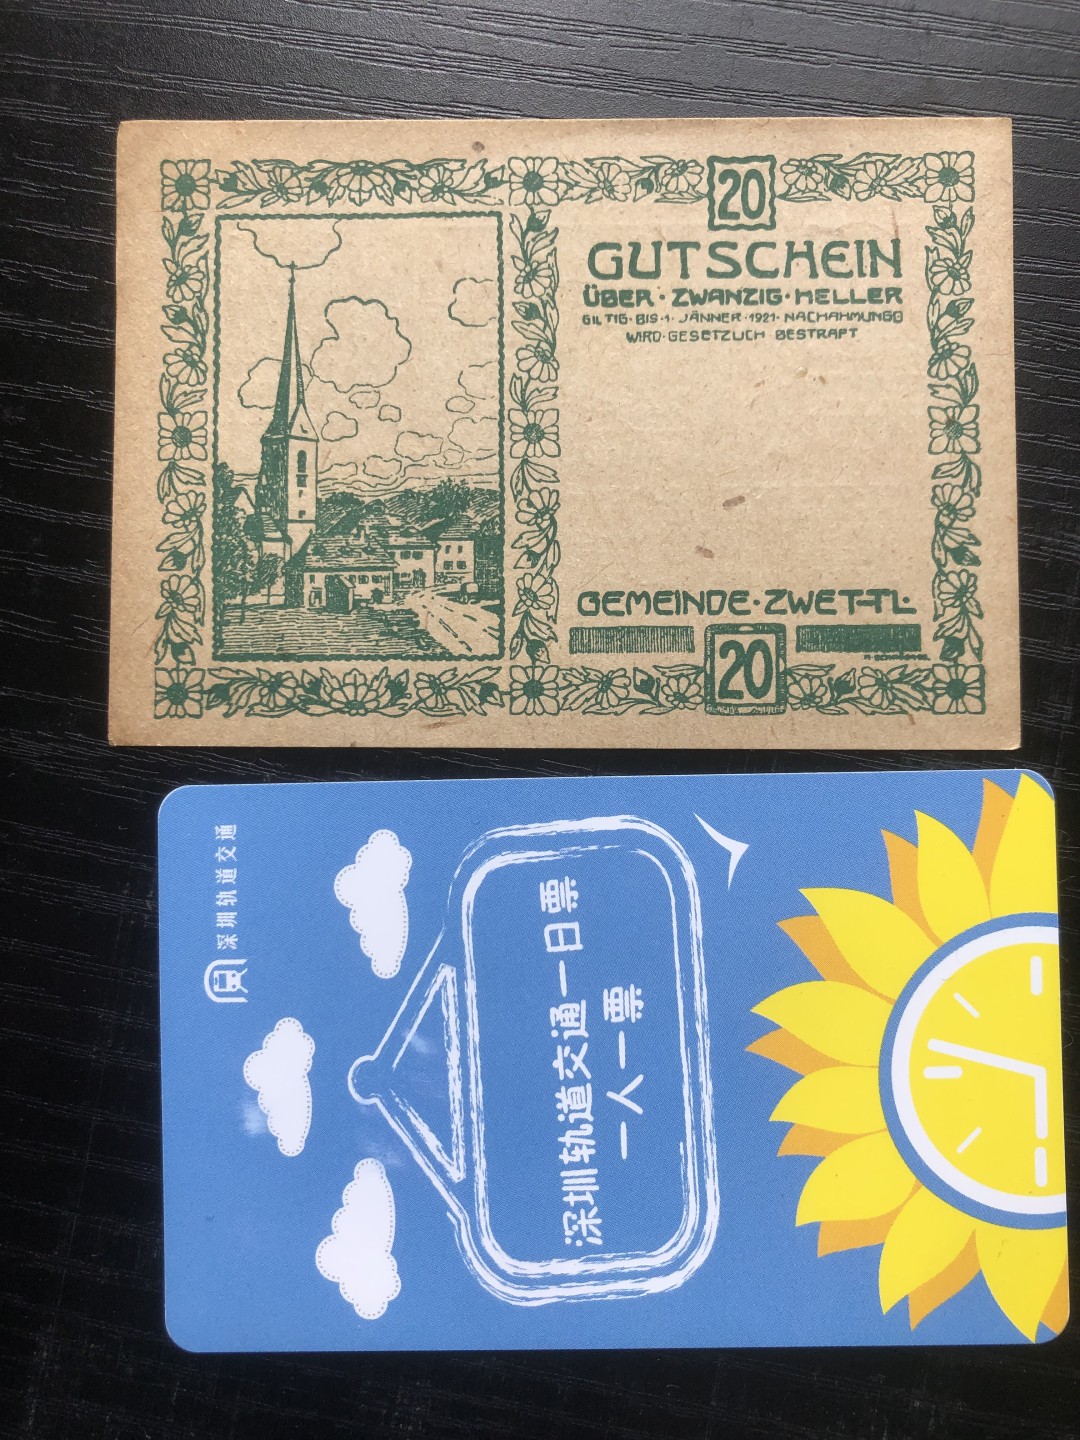 20
GUTSCHEIN
ÜBER · ZWANZIG · HELLER
GILTIG · BIS · 1 · JÄNNER · 1921 · NACHAHMUNGG
WIRD · GESETZLICH BESTRAFT
GEMEINDE · ZWETTL ·
20
深圳轨道交通
深圳轨道交通一日票
一人一票